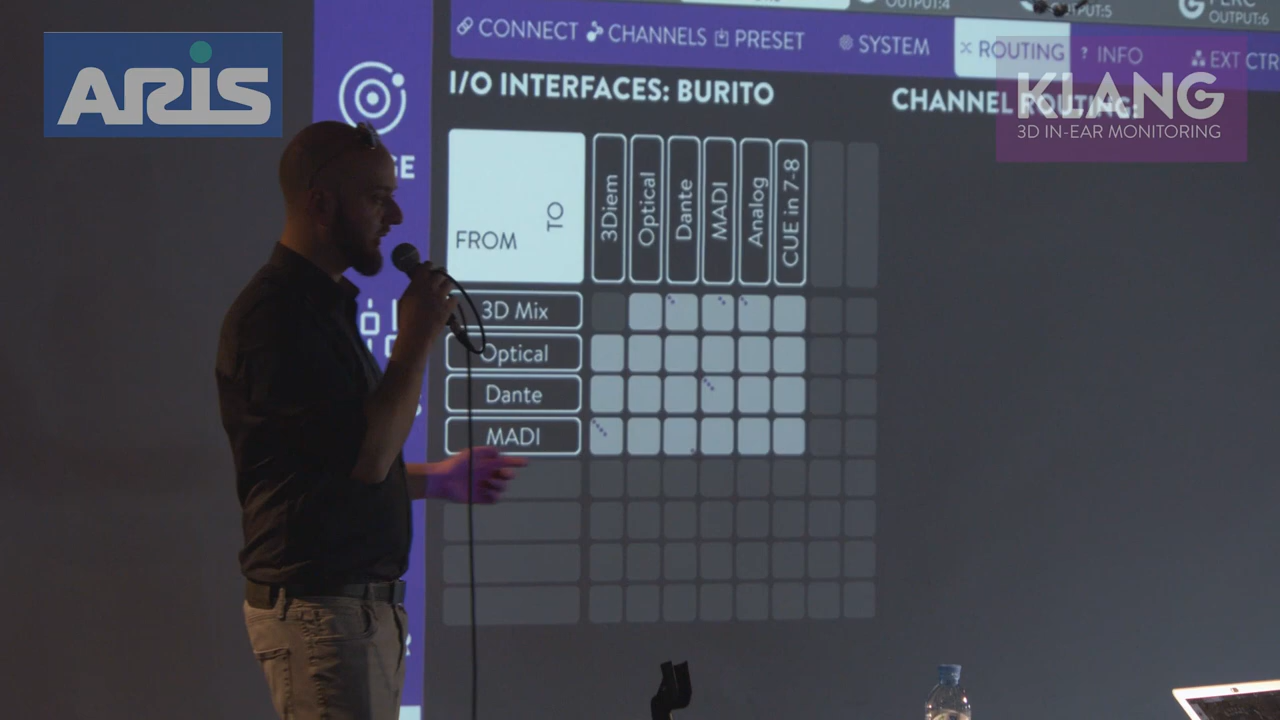 ARIS
OUTPUT:4
OUTPUT:5
OUTPUT:6
CONNECT
CHANNELS
PRESET
SYSTEM
ROUTING
? INFO
EXT CTR
KLANG
3D IN-EAR MONITORING
I/O INTERFACES: BURITO
CHANNEL ROUTING:
FROM
TO
3Diem
Optical
Dante
MADI
Analog
CUE in 7-8
3D Mix
Optical
Dante
MADI